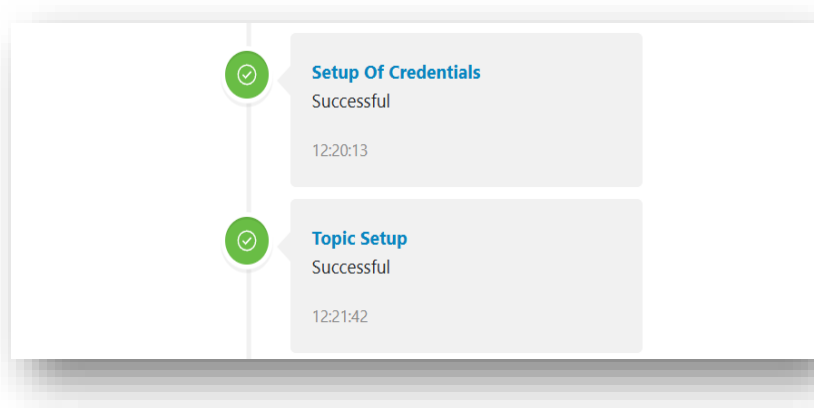 Setup Of Credentials
Successful
12:20:13
Topic Setup
Successful
12:21:42